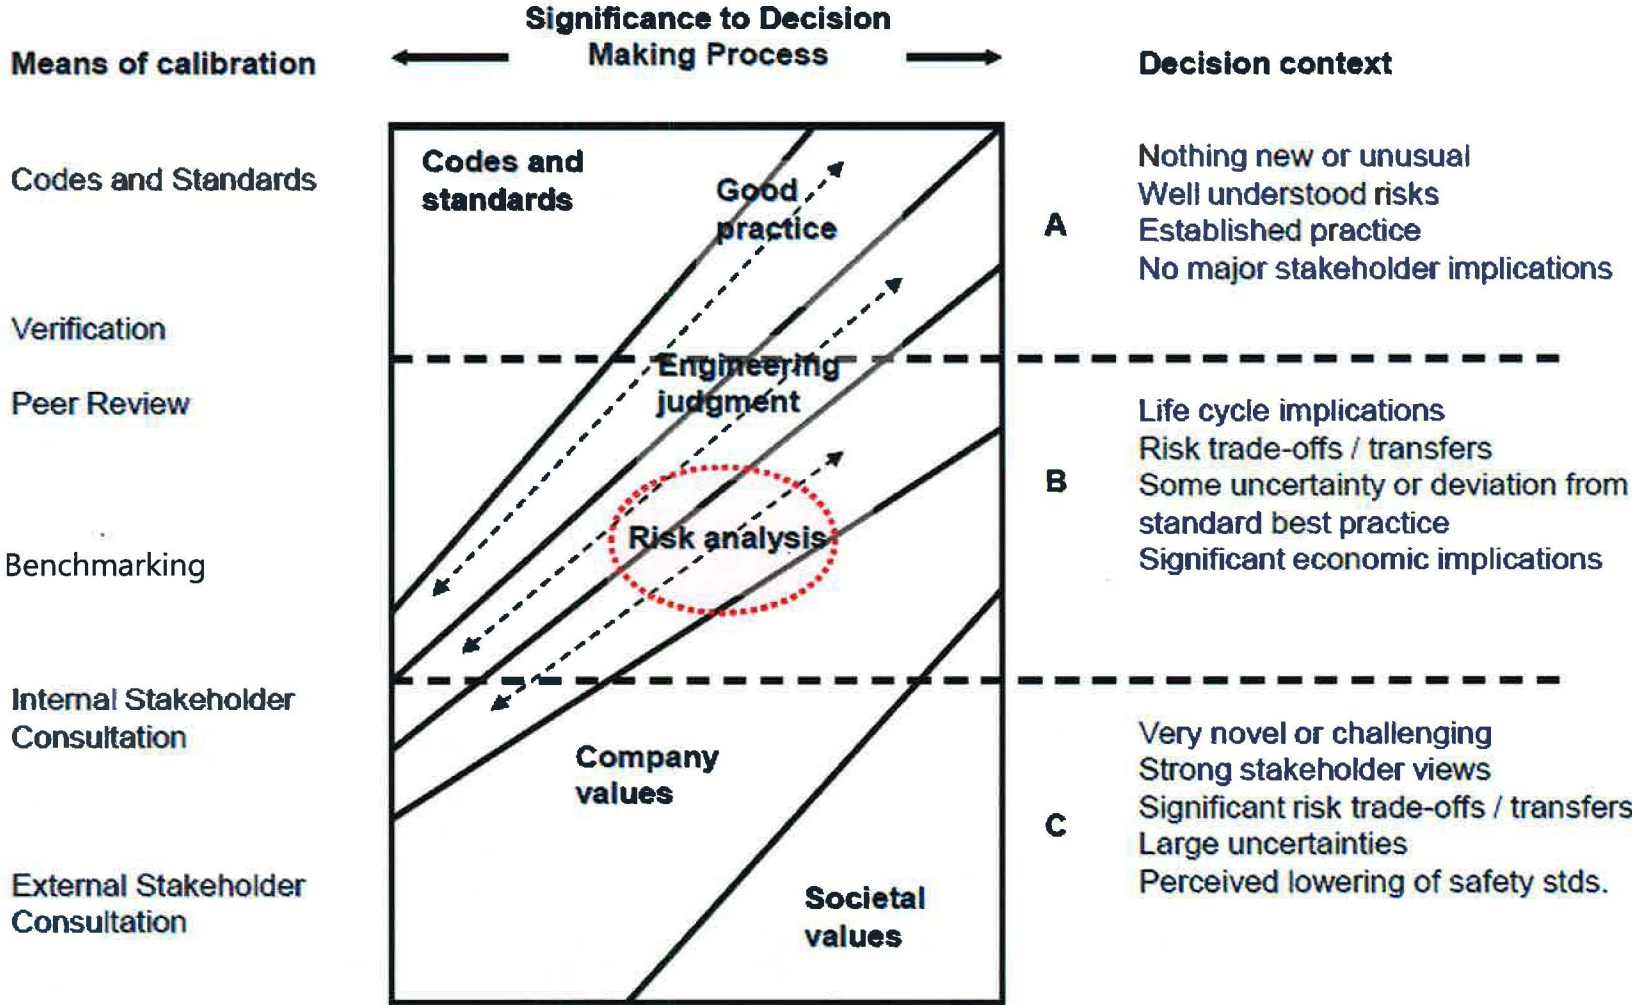 Significance to Decision
Making Process
Means of calibration
Decision context
Codes and Standards
Verification
Peer Review
Benchmarking
Internal Stakeholder
Consultation
External Stakeholder
Consultation
Codes and
standards
Good
practice
Engineering
judgment
Risk analysis
Company
values
Societal
values
A
Nothing new or unusual
Well understood risks
Established practice
No major stakeholder implications
B
Life cycle implications
Risk trade-offs / transfers
Some uncertainty or deviation from
standard best practice
Significant economic implications
C
Very novel or challenging
Strong stakeholder views
Significant risk trade-offs / transfers
Large uncertainties
Perceived lowering of safety stds.